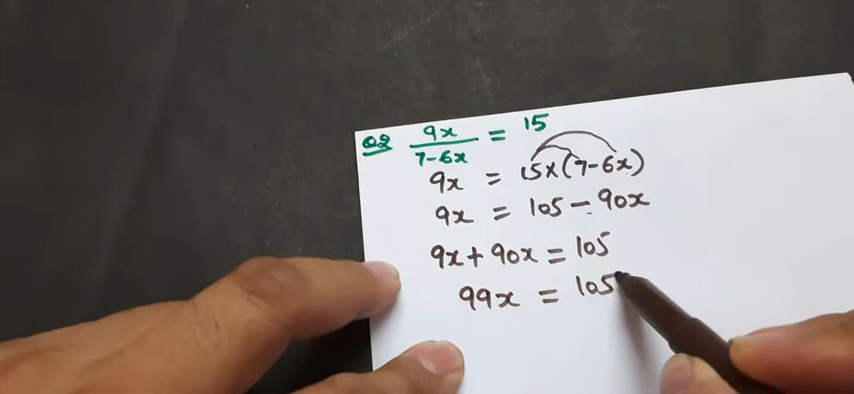 Q2 9x/7-6x = 15
9x = 15x(7-6x)
9x = 105 - 90x
9x + 90x = 105
99x = 105